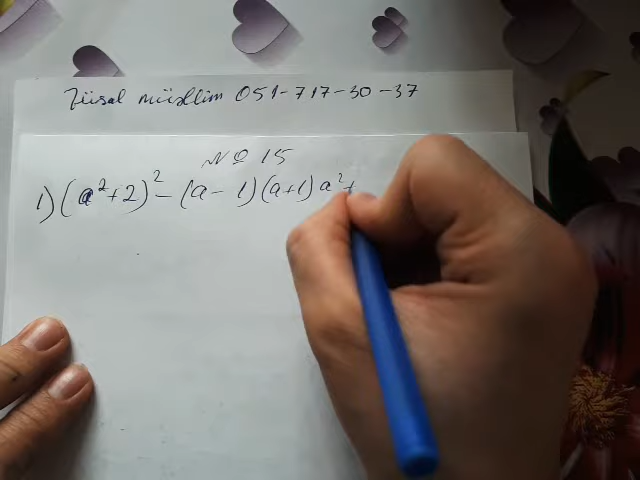 Züsal müəllim 051-717-30-37
№ 15
1) (a²+2)² - (a - 1)(a+1)a²+